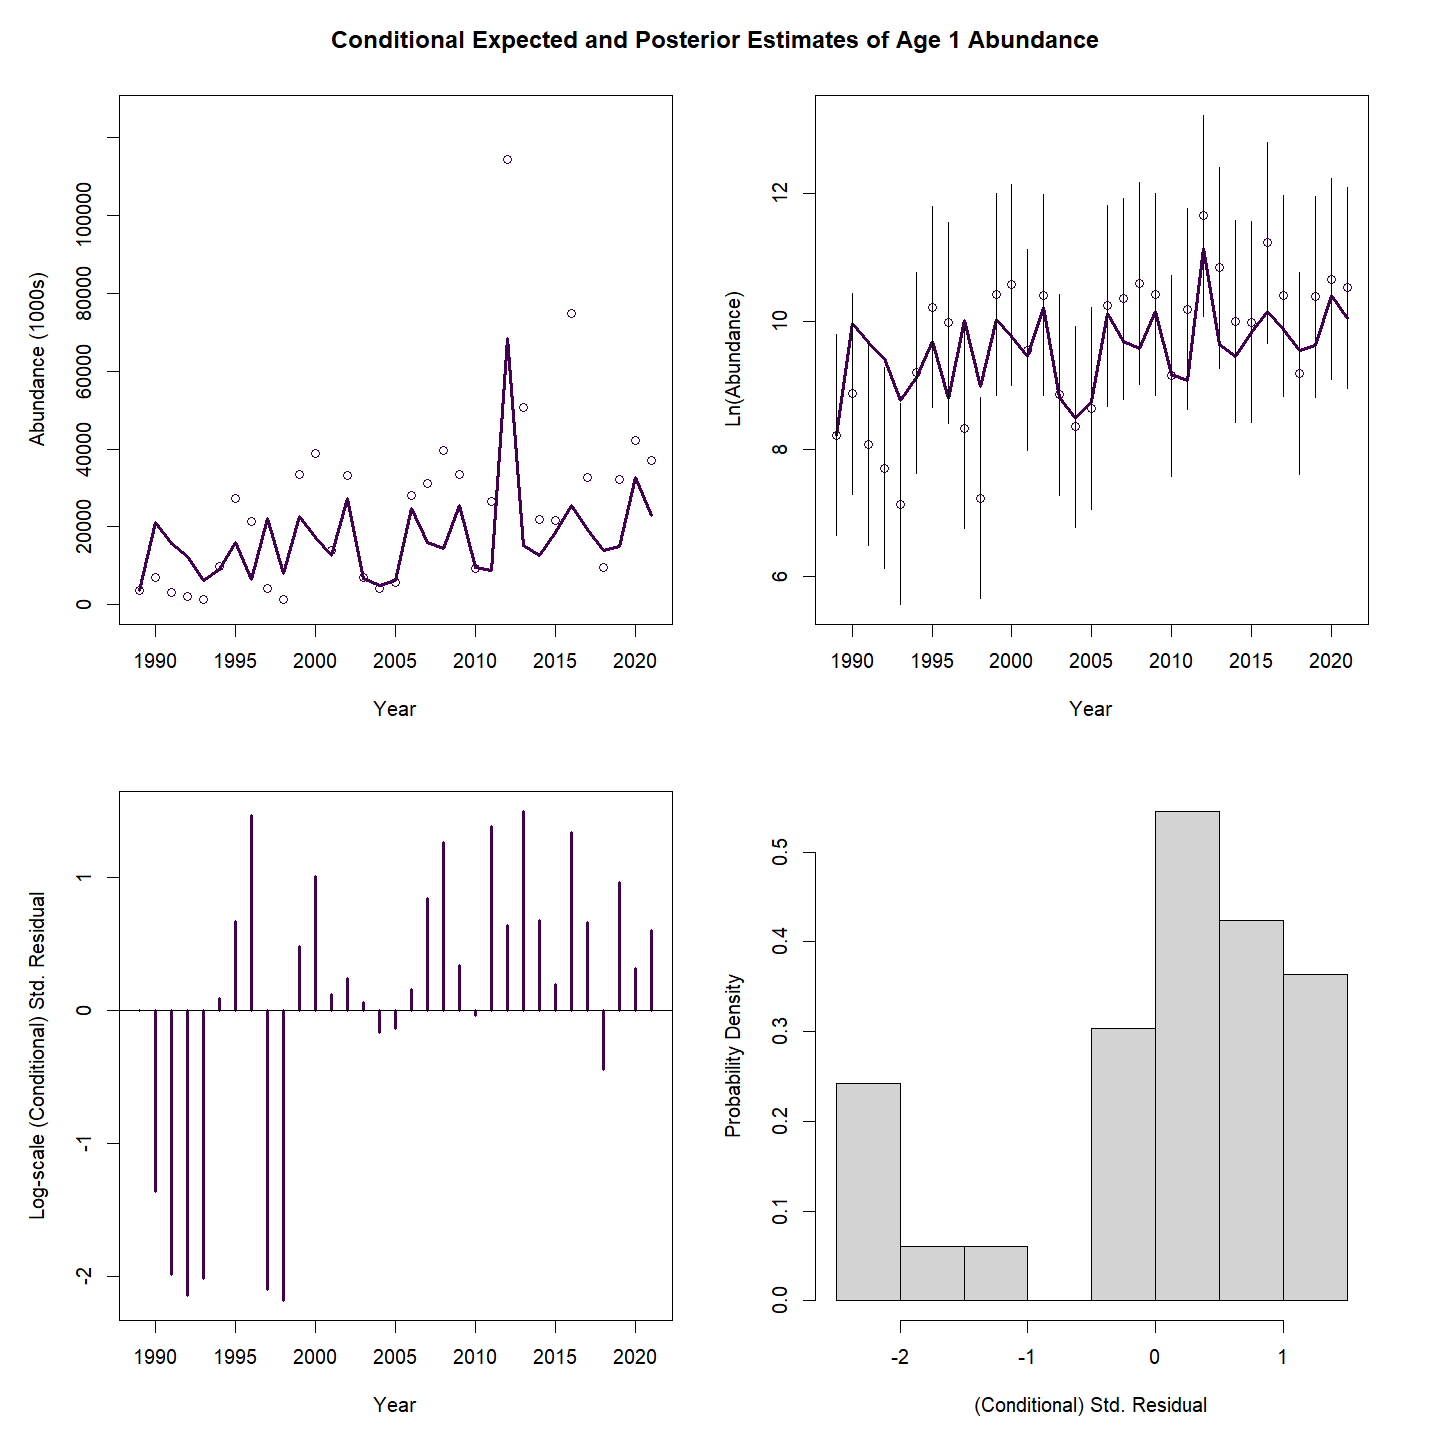 Conditional Expected and Posterior Estimates of Age 1 Abundance
Abundance (1000s)
0
20000
40000
60000
80000
100000
1990 1995 2000 2005 2010 2015 2020
Year
Ln(Abundance)
6
8
10
12
1990 1995 2000 2005 2010 2015 2020
Year
Log-scale (Conditional) Std. Residual
-2
-1
0
1
1990 1995 2000 2005 2010 2015 2020
Year
Probability Density
0.0
0.1
0.2
0.3
0.4
0.5
-2 -1 0 1
(Conditional) Std. Residual